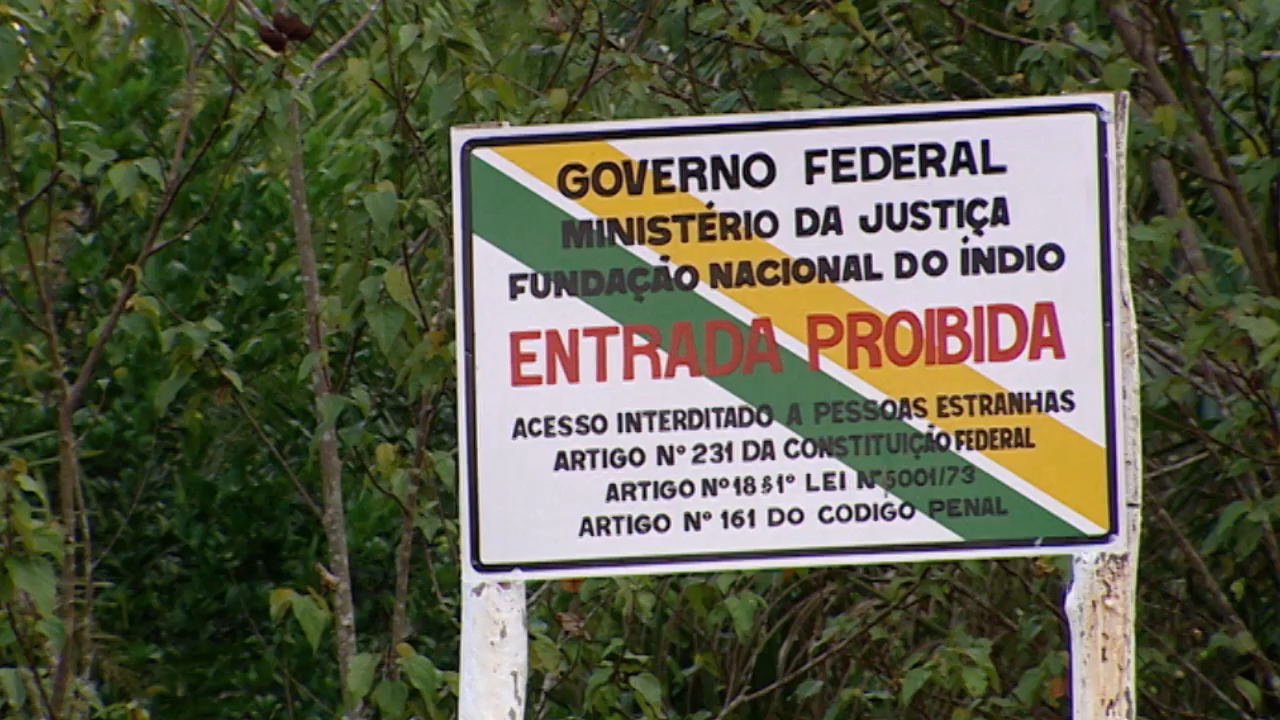 GOVERNO FEDERAL
MINISTÉRIO DA JUSTIÇA
FUNDAÇÃO NACIONAL DO ÍNDIO
ENTRADA PROIBIDA
ACESSO INTERDITADO A PESSOAS ESTRANHAS
ARTIGO Nº 231 DA CONSTITUIÇÃO FEDERAL
ARTIGO Nº 18 § 1º LEI Nº 5001/73
ARTIGO Nº 161 DO CODIGO PENAL